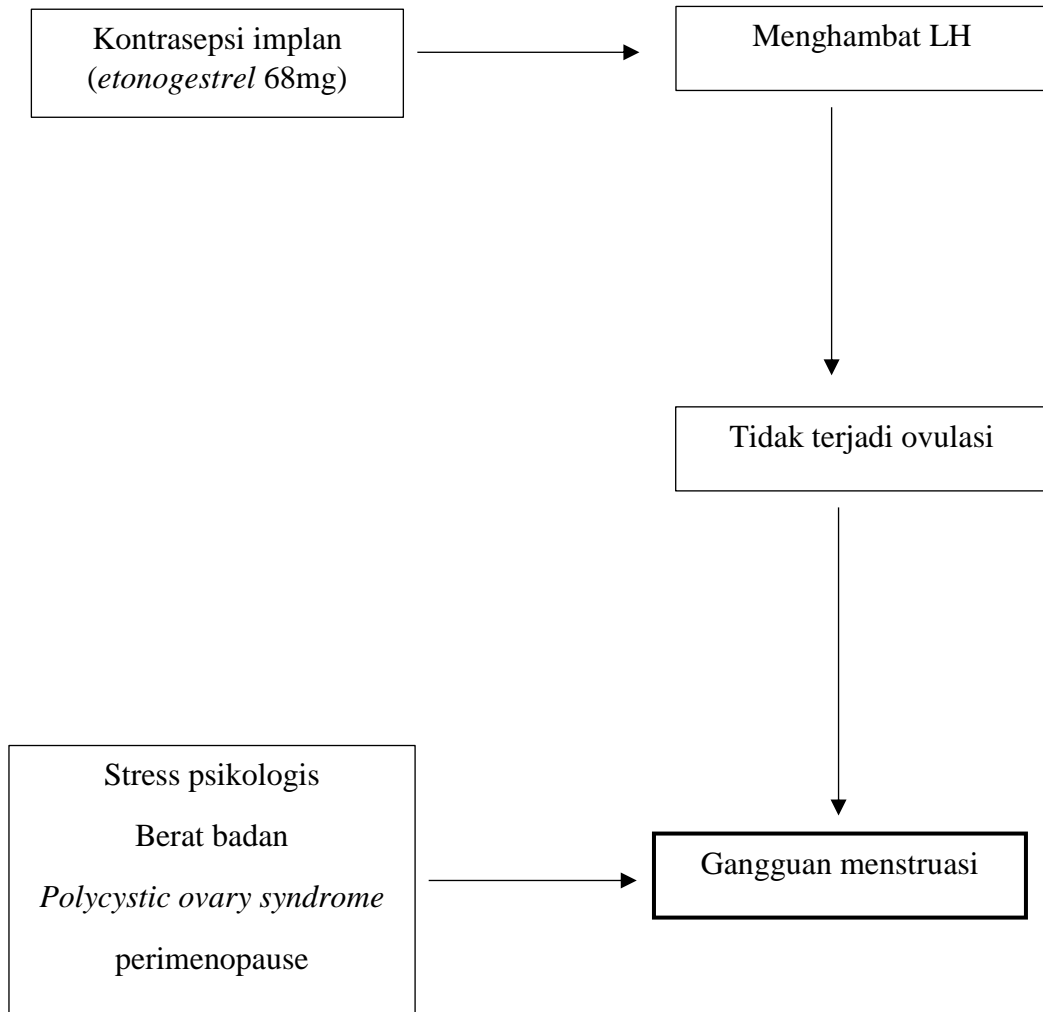 Kontrasepsi implan
(etonogestrel 68mg)
Menghambat LH
Tidak terjadi ovulasi
Stress psikologis
Berat badan
Polycystic ovary syndrome
perimenopause
Gangguan menstruasi